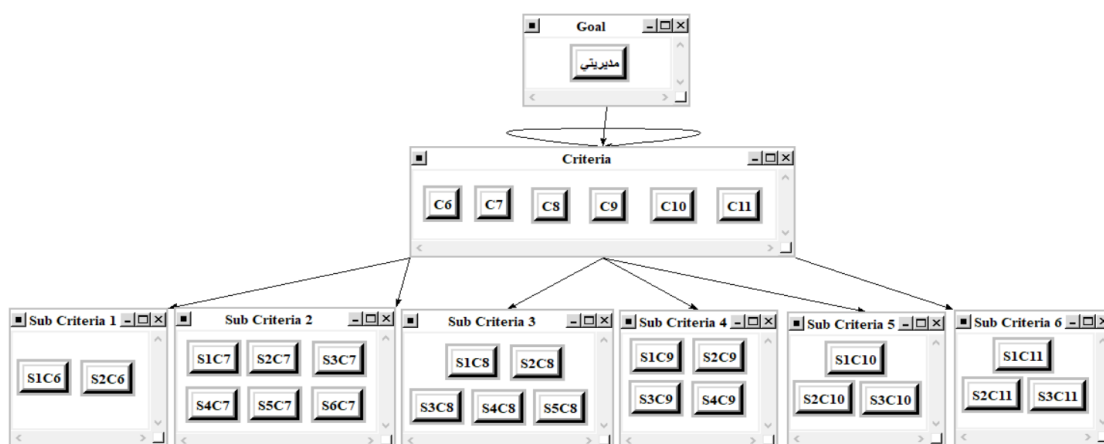 Goal
مديريتي
Criteria
C6 C7 C8 C9 C10 C11
Sub Criteria 1
S1C6 S2C6
Sub Criteria 2
S1C7 S2C7 S3C7
S4C7 S5C7 S6C7
Sub Criteria 3
S1C8 S2C8
S3C8 S4C8 S5C8
Sub Criteria 4
S1C9 S2C9
S3C9 S4C9
Sub Criteria 5
S1C10
S2C10 S3C10
Sub Criteria 6
S1C11
S2C11 S3C11